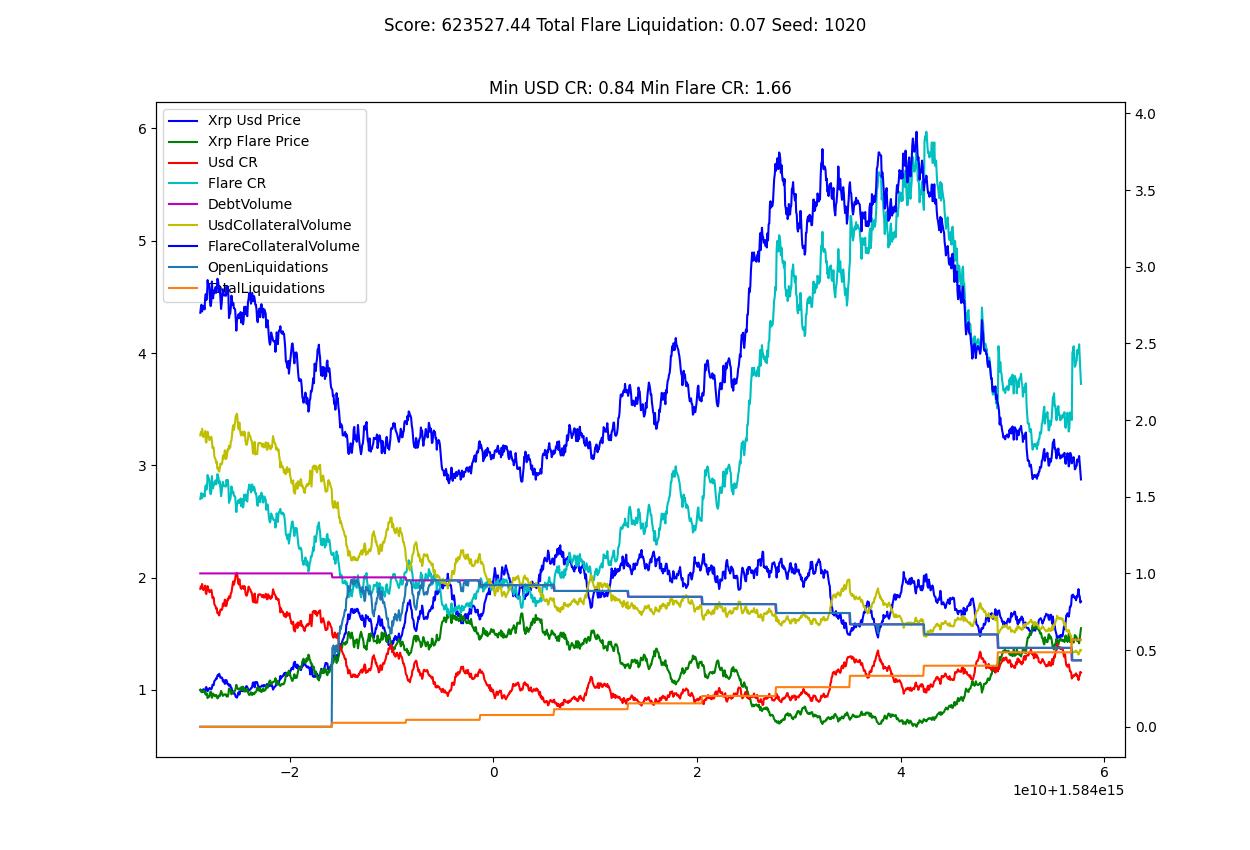 Score: 623527.44 Total Flare Liquidation: 0.07 Seed: 1020
Min USD CR: 0.84 Min Flare CR: 1.66
Xrp Usd Price
Xrp Flare Price
Usd CR
Flare CR
DebtVolume
UsdCollateralVolume
FlareCollateralVolume
OpenLiquidations
TotalLiquidations
6
5
4
3
2
1
4.0
3.5
3.0
2.5
2.0
1.5
1.0
0.5
0.0
−2
0
2
4
6
1e10+1.584e15